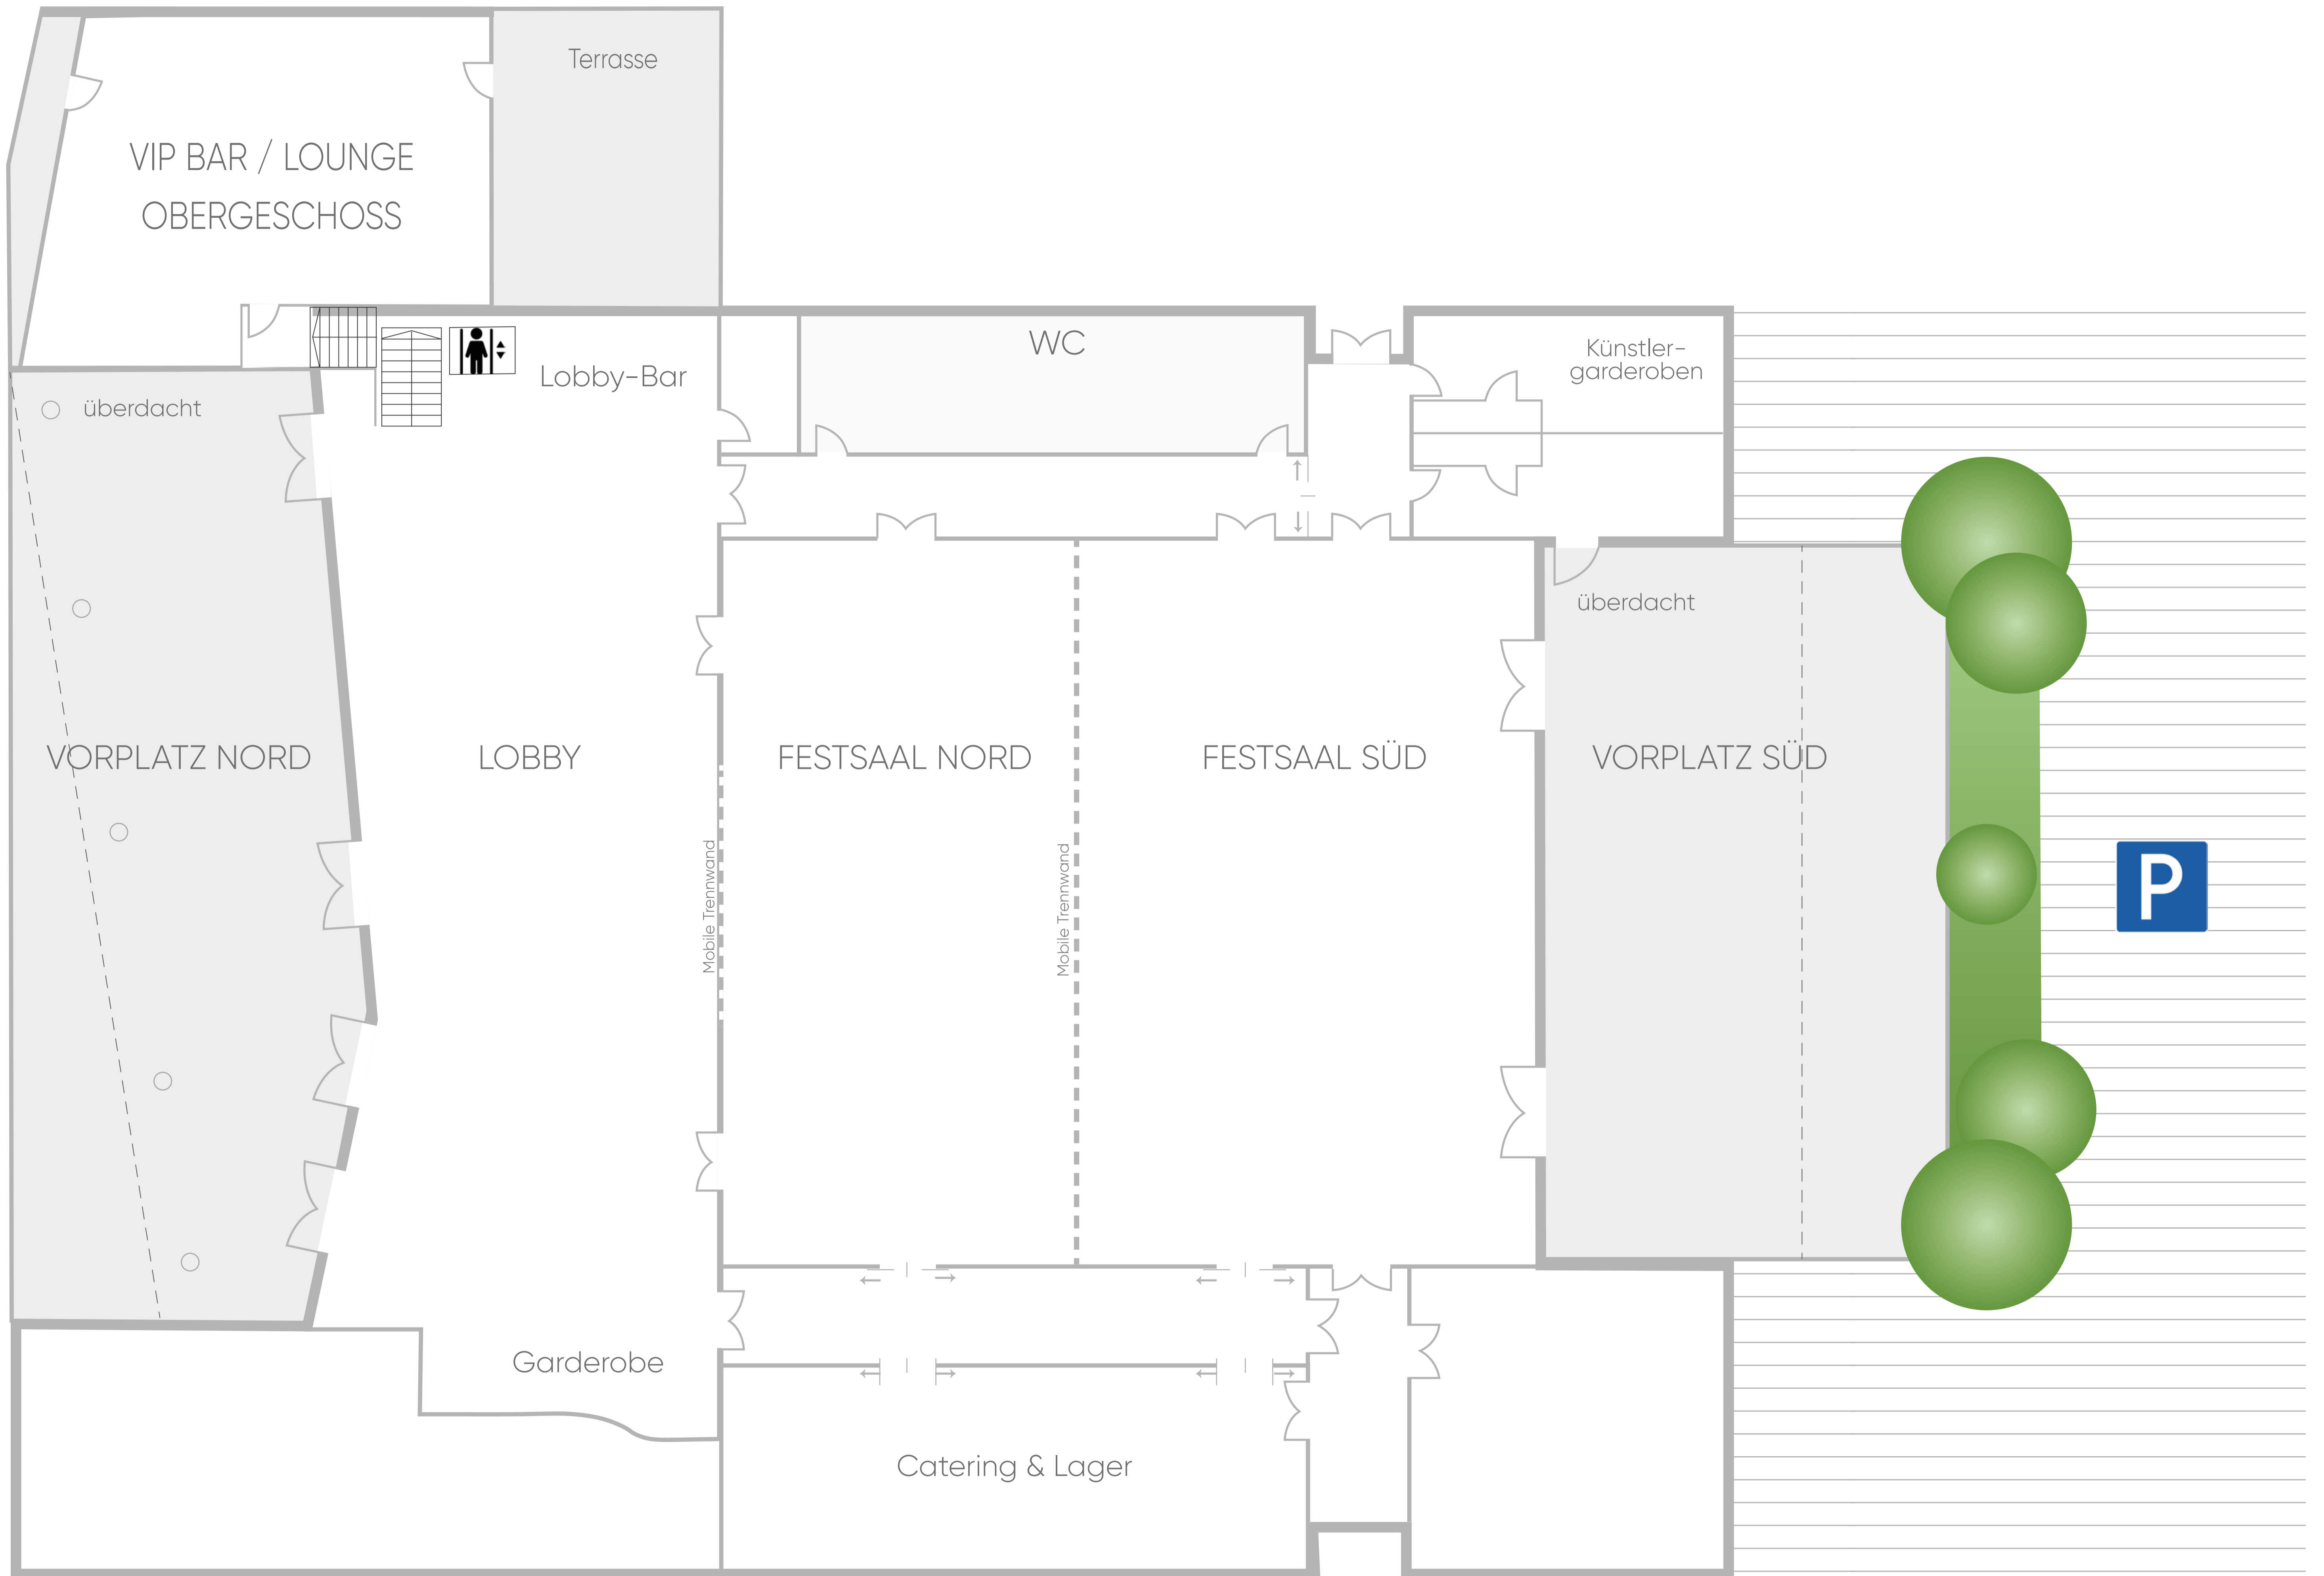 Terrasse
VIP BAR / LOUNGE
OBERGESCHOSS
WC
Künstler-
garderoben
Lobby-Bar
überdacht
überdacht
VORPLATZ NORD
LOBBY
FESTSAAL NORD
FESTSAAL SÜD
VORPLATZ SÜD
Mobile Trennwand
Mobile Trennwand
P
Garderobe
Catering & Lager